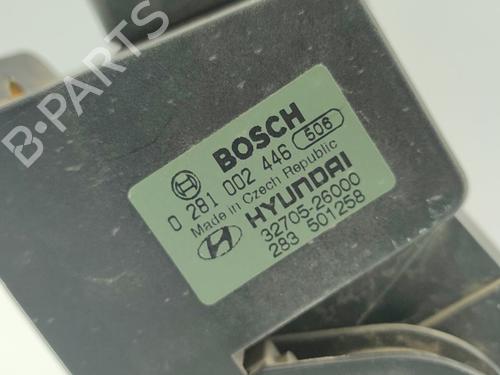 B-PARTS
BOSCH
0 281 002 446 506
Made in Czech Republic
HYUNDAI
32705-26000
283 501258